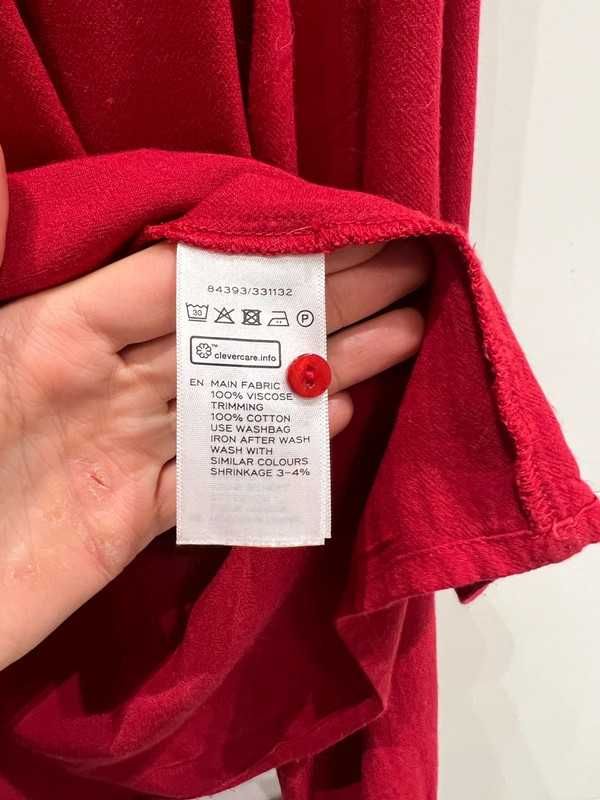 84393/331132
30 P
™ clevercare.info
EN MAIN FABRIC
100% VISCOSE
TRIMMING
100% COTTON
USE WASHBAG
IRON AFTER WASH
WASH WITH
SIMILAR COLOURS
SHRINKAGE 3-4%